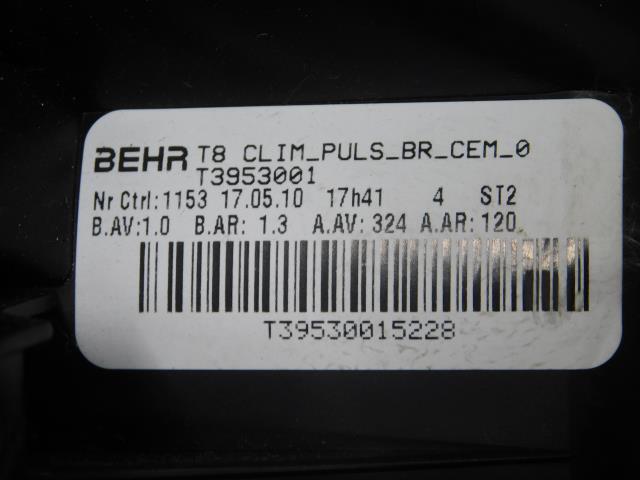 BEHR T8 CLIM_PULS_BR_CEM_0
T3953001
Nr Ctrl:1153 17.05.10 17h41 4 ST2
B.AV:1.0 B.AR: 1.3 A.AV: 324 A.AR: 120
T39530015228